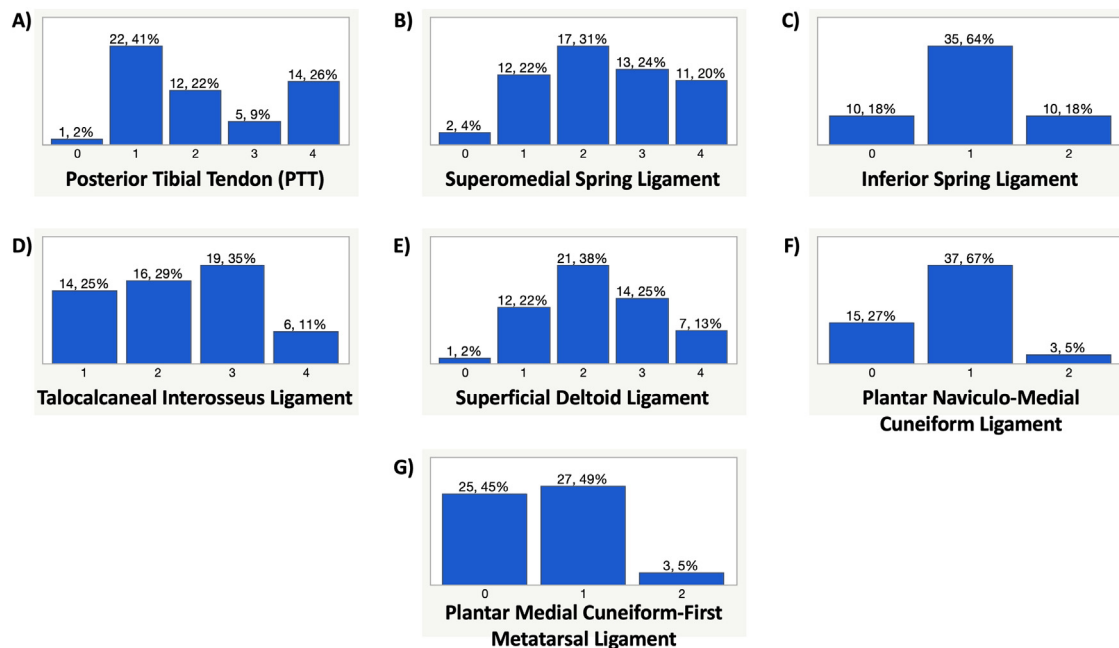 A)
22, 41%
14, 26%
12, 22%
5, 9%
1, 2%
0 1 2 3 4
Posterior Tibial Tendon (PTT)
B)
17, 31%
12, 22%
13, 24%
11, 20%
2, 4%
0 1 2 3 4
Superomedial Spring Ligament
C)
35, 64%
10, 18%
10, 18%
0 1 2
Inferior Spring Ligament
D)
19, 35%
16, 29%
14, 25%
6, 11%
1 2 3 4
Talocalcaneal Interosseus Ligament
E)
21, 38%
14, 25%
12, 22%
7, 13%
1, 2%
0 1 2 3 4
Superficial Deltoid Ligament
F)
37, 67%
15, 27%
3, 5%
0 1 2
Plantar Naviculo-Medial
Cuneiform Ligament
G)
25, 45%
27, 49%
3, 5%
0 1 2
Plantar Medial Cuneiform-First
Metatarsal Ligament